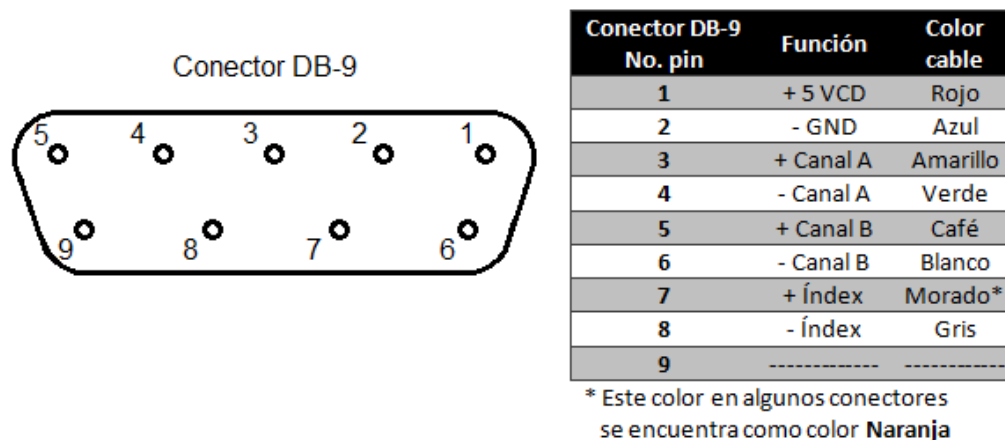 Conector DB-9
5 4 3 2 1
9 8 7 6
Conector DB-9 No. pin Función Color cable
1 + 5 VCD Rojo
2 - GND Azul
3 + Canal A Amarillo
4 - Canal A Verde
5 + Canal B Café
6 - Canal B Blanco
7 + Índex Morado*
8 - Índex Gris
9 ------------- ------------
* Este color en algunos conectores
se encuentra como color Naranja